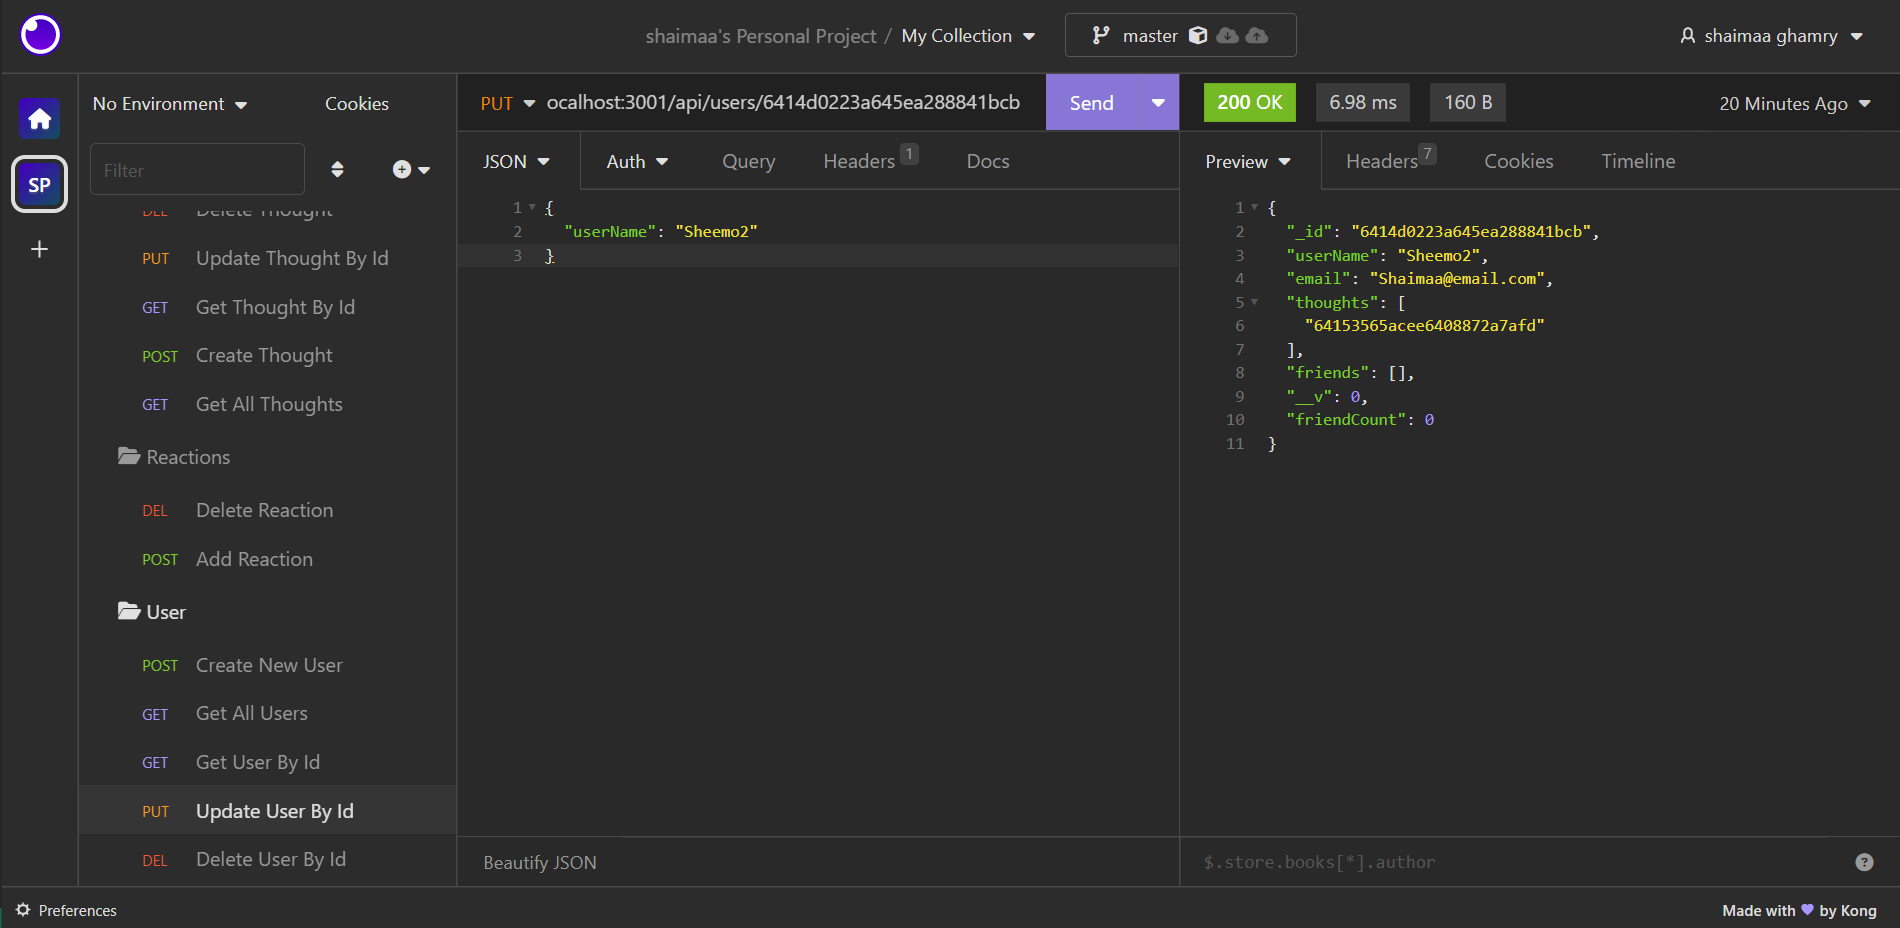 shaimaa's Personal Project / My Collection
master
shaimaa ghamry
SP
No Environment
Cookies
Filter
DEL Delete Thought
PUT Update Thought By Id
GET Get Thought By Id
POST Create Thought
GET Get All Thoughts
Reactions
DEL Delete Reaction
POST Add Reaction
User
POST Create New User
GET Get All Users
GET Get User By Id
PUT Update User By Id
DEL Delete User By Id
PUT ocalhost:3001/api/users/6414d0223a645ea288841bcb Send
JSON Auth Query Headers 1 Docs
1 {
2 "userName": "Sheemo2"
3 }
Beautify JSON
200 OK 6.98 ms 160 B 20 Minutes Ago
Preview Headers 7 Cookies Timeline
1 {
2 "_id": "6414d0223a645ea288841bcb",
3 "userName": "Sheemo2",
4 "email": "Shaimaa@email.com",
5 "thoughts": [
6 "64153565acee6408872a7afd"
7 ],
8 "friends": [],
9 "__v": 0,
10 "friendCount": 0
11 }
$.store.books[*].author
?
Preferences
Made with 💜 by Kong